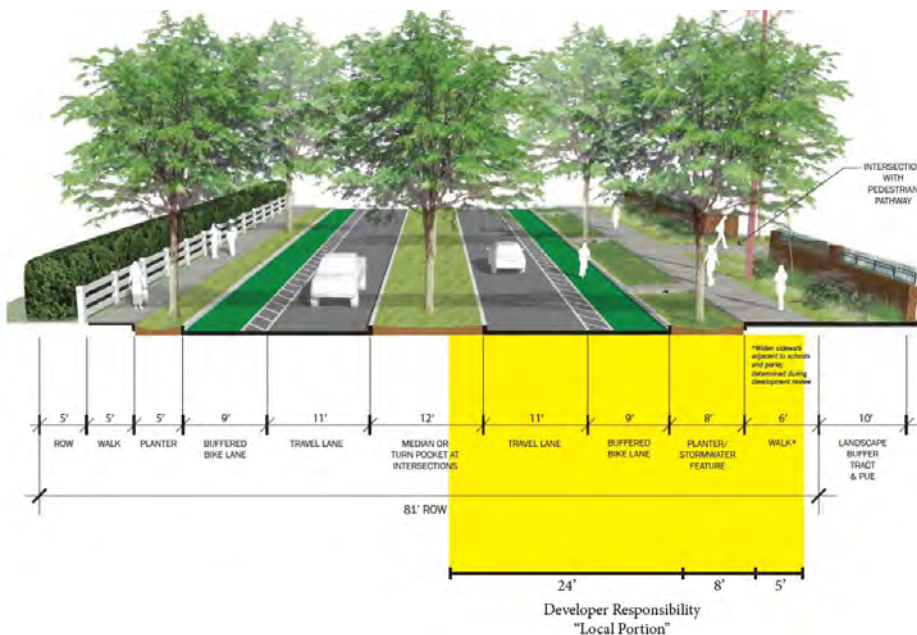 INTERSECTION
WITH
PEDESTRIAN
PATHWAY
*Widen sidewalk
adjacent to schools
and parks;
determined during
development review
5' 5' 5' 9' 11' 12' 11' 9' 8' 6' 10'
ROW WALK PLANTER BUFFERED BIKE LANE TRAVEL LANE MEDIAN OR TURN POCKET AT INTERSECTIONS TRAVEL LANE BUFFERED BIKE LANE PLANTER/ STORMWATER FEATURE WALK* LANDSCAPE BUFFER TRACT & PUE
81' ROW
24' 8' 5'
Developer Responsibility
"Local Portion"